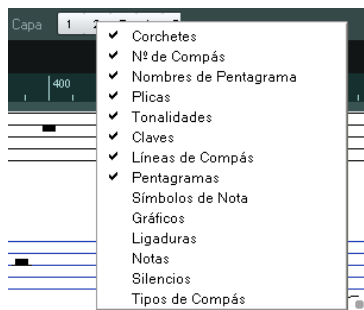 Capa 1 2
400
Corchetes
Nº de Compás
Nombres de Pentagrama
Plicas
Tonalidades
Claves
Líneas de Compás
Pentagramas
Símbolos de Nota
Gráficos
Ligaduras
Notas
Silencios
Tipos de Compás